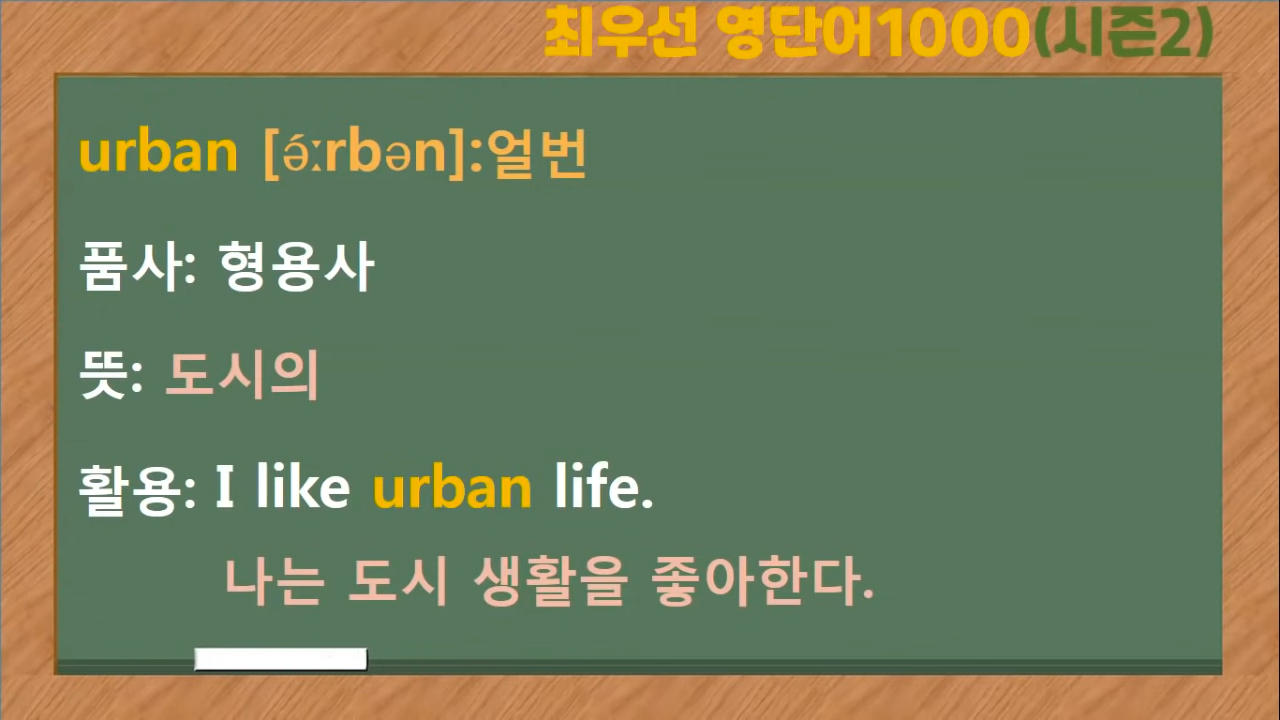 최우선 영단어1000(시즌2)
urban [ə́ːrbən]:얼번
품사: 형용사
뜻: 도시의
활용: I like urban life.
나는 도시 생활을 좋아한다.